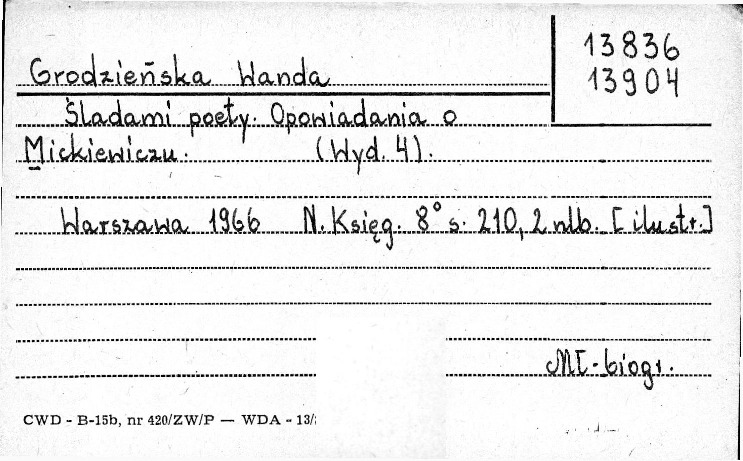 13836
13904
Grodzieńska Wanda
Śladami poety. Opowiadania o
Mickiewiczu. (Wyd. 4).
Warszawa 1966 N. Księg. 8° s. 210, 2 nlb. [ilustr.]
MŁ-biogr.
CWD - B-15b, nr 420/ZW/P — WDA - 13/